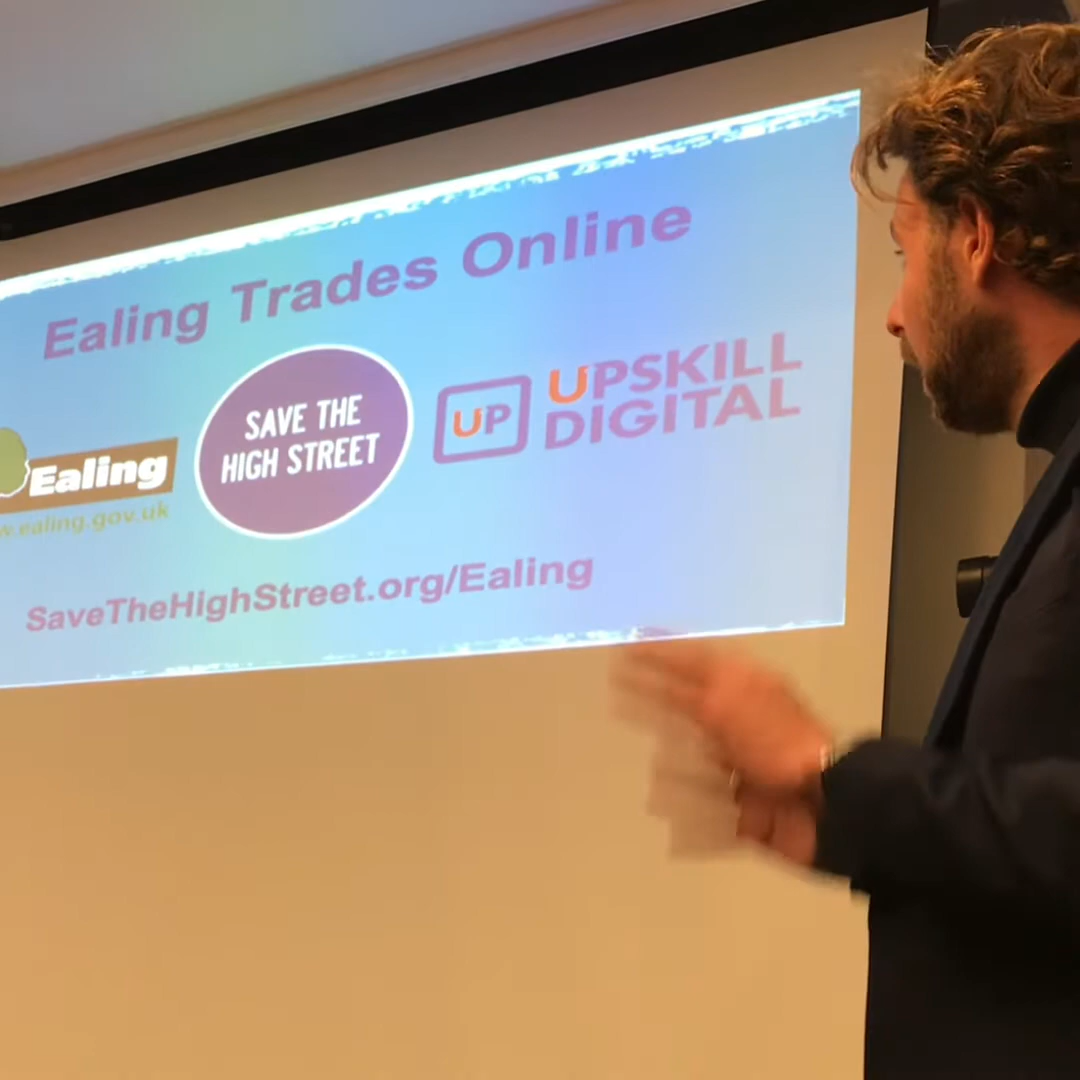 Ealing Trades Online
Ealing
w.ealing.gov.uk
SAVE THE
HIGH STREET
UP
UPSKILL
DIGITAL
SaveTheHighStreet.org/Ealing